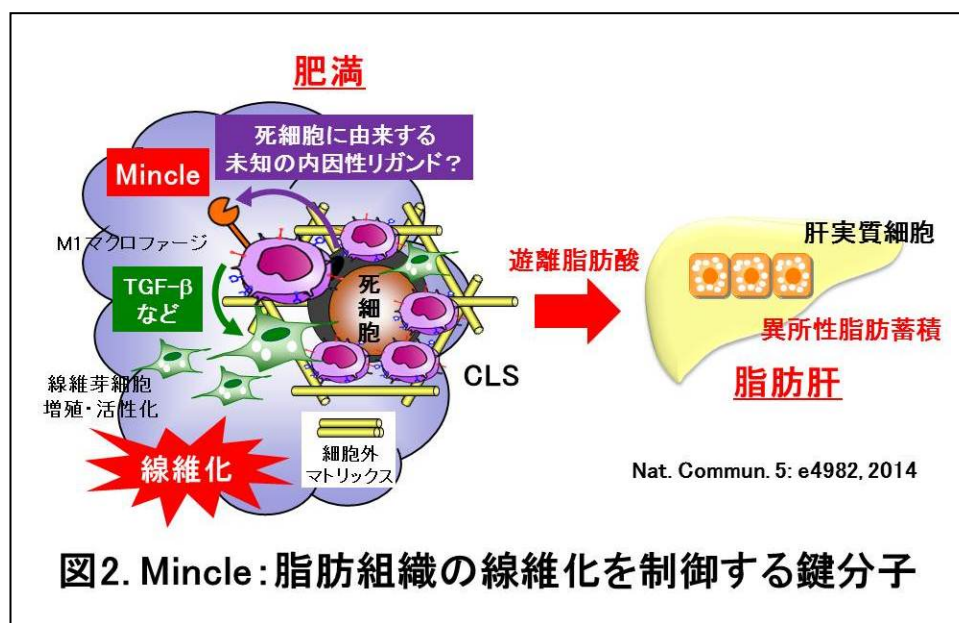 肥満
死細胞に由来する
未知の内因性リガンド?
Mincle
M1マクロファージ
TGF-β
など
死細胞
線維芽細胞
増殖・活性化
線維化
細胞外
マトリックス
CLS
遊離脂肪酸
肝実質細胞
異所性脂肪蓄積
脂肪肝
Nat. Commun. 5: e4982, 2014
図2. Mincle:脂肪組織の線維化を制御する鍵分子